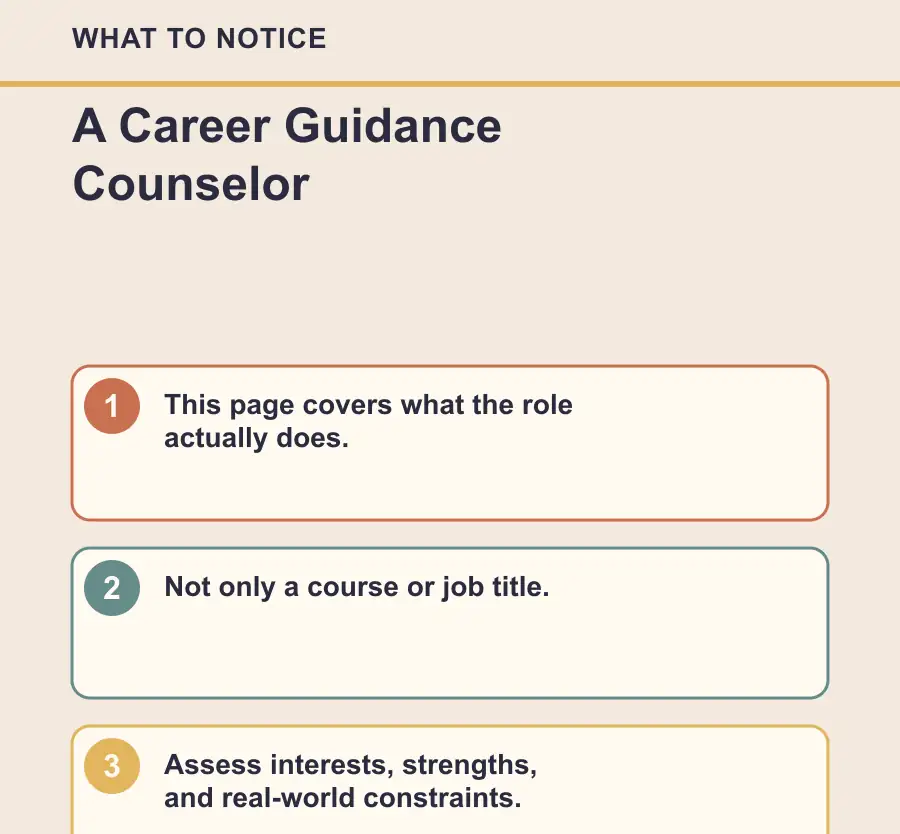 WHAT TO NOTICE
A Career Guidance
Counselor
1
This page covers what the role
actually does.
2
Not only a course or job title.
3
Assess interests, strengths,
and real-world constraints.